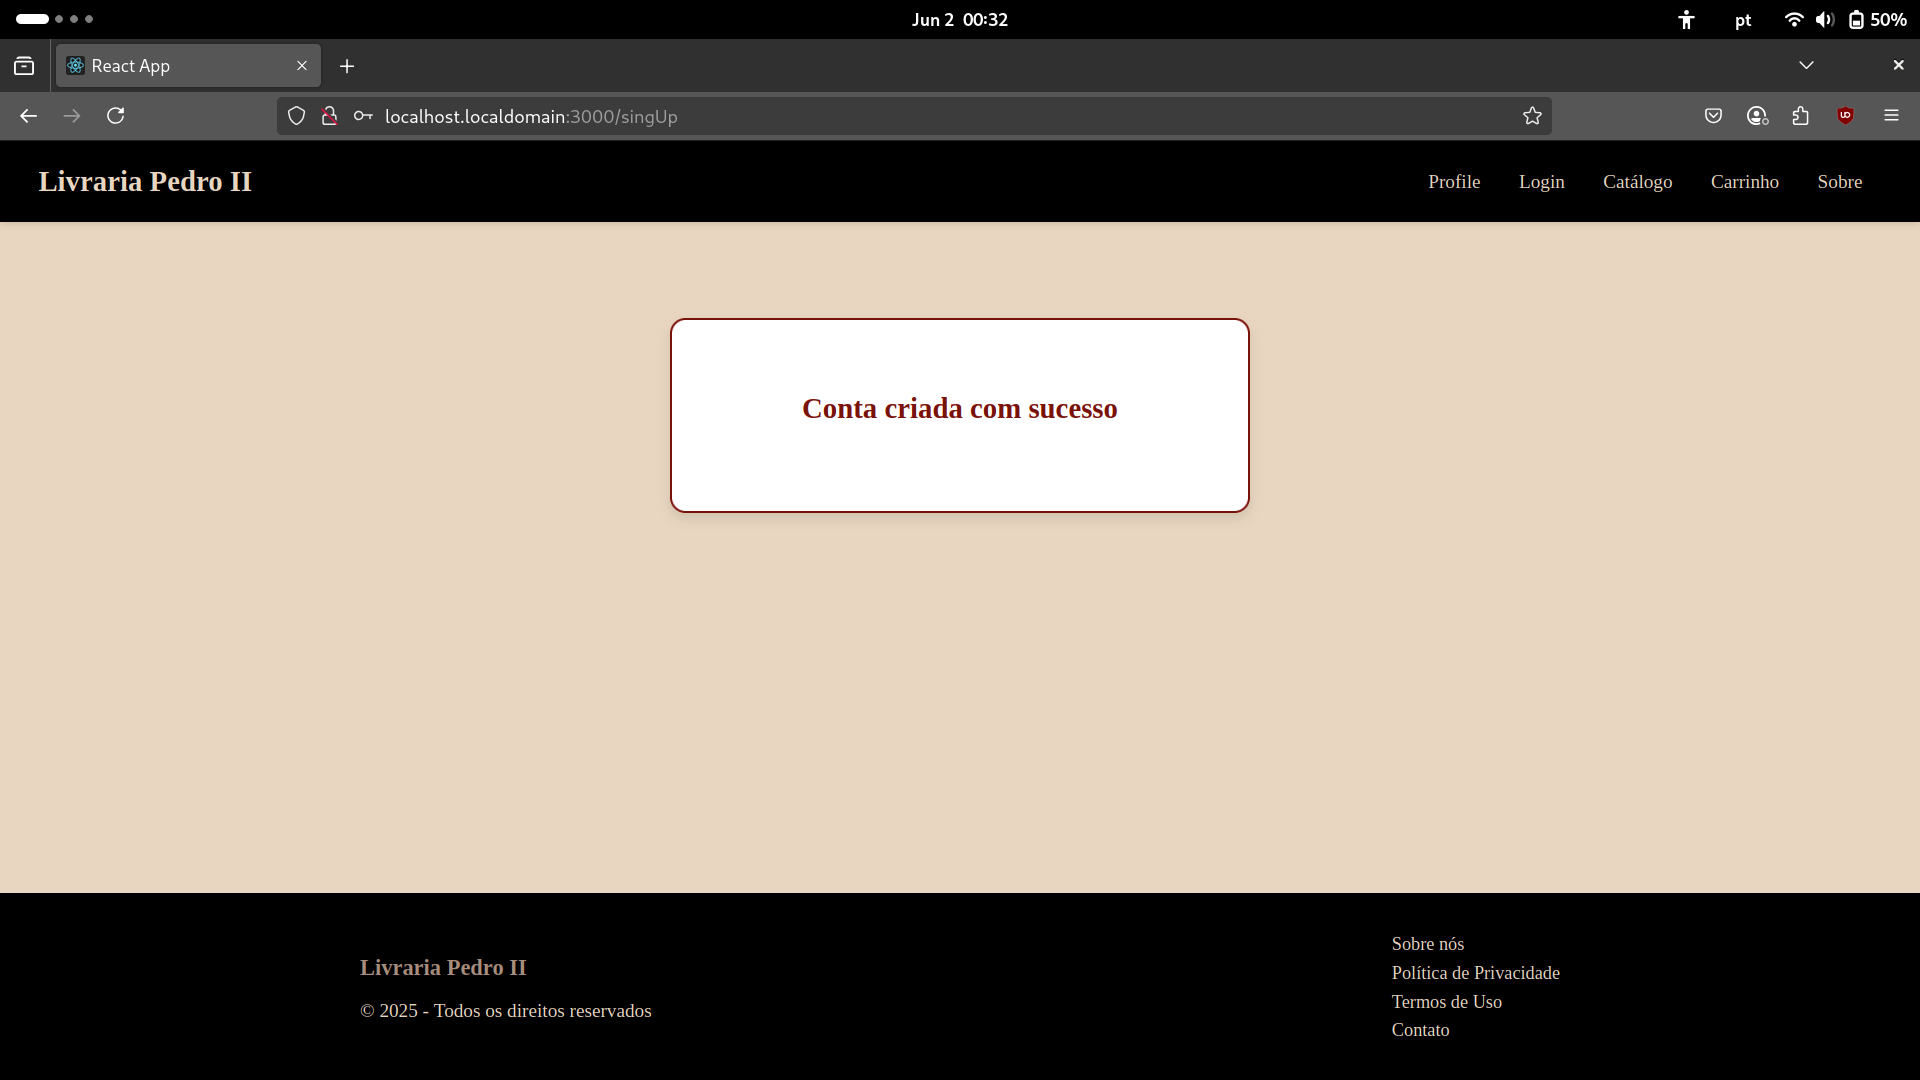 Jun 2 00:32
pt
50%
React App
localhost.localdomain:3000/singUp
Livraria Pedro II
Profile
Login
Catálogo
Carrinho
Sobre
Conta criada com sucesso
Livraria Pedro II
© 2025 - Todos os direitos reservados
Sobre nós
Política de Privacidade
Termos de Uso
Contato